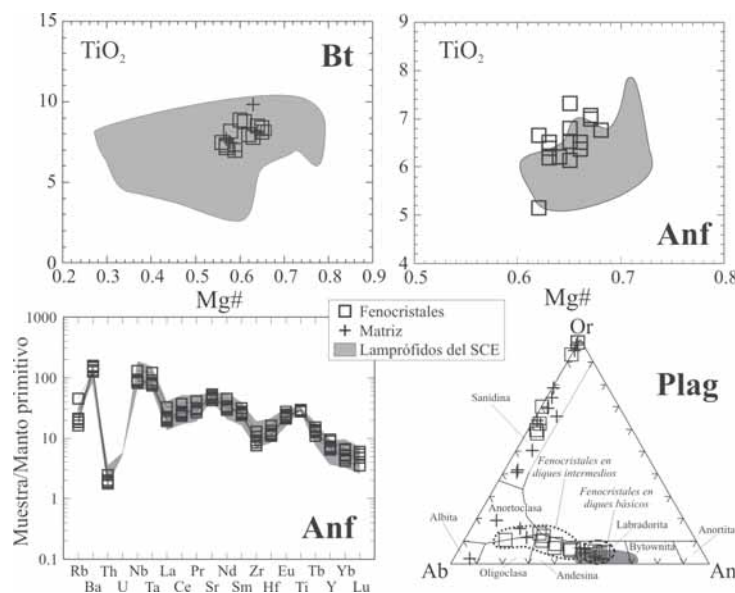 TiO2
Bt
15
10
5
0
0.2 0.3 0.4 0.5 0.6 0.7 0.8 0.9
Mg#
TiO2
Anf
9
8
7
6
5
4
0.5 0.6 0.7 0.8
Mg#
Fenocristales
Matriz
Lamprófidos del SCE
Muestra/Manto primitivo
1000
100
10
1
0.1
Anf
Rb Th Nb La Pr Nd Zr Eu Tb Yb
Ba U Ta Ce Sr Sm Hf Ti Y Lu
Or
Plag
Sanidina
Fenocristales en
diques intermedios
Fenocristales en
diques básicos
Anortoclasa
Labradorita
Albita
Bytownita
Anortita
Ab
An
Oligoclasa
Andesina